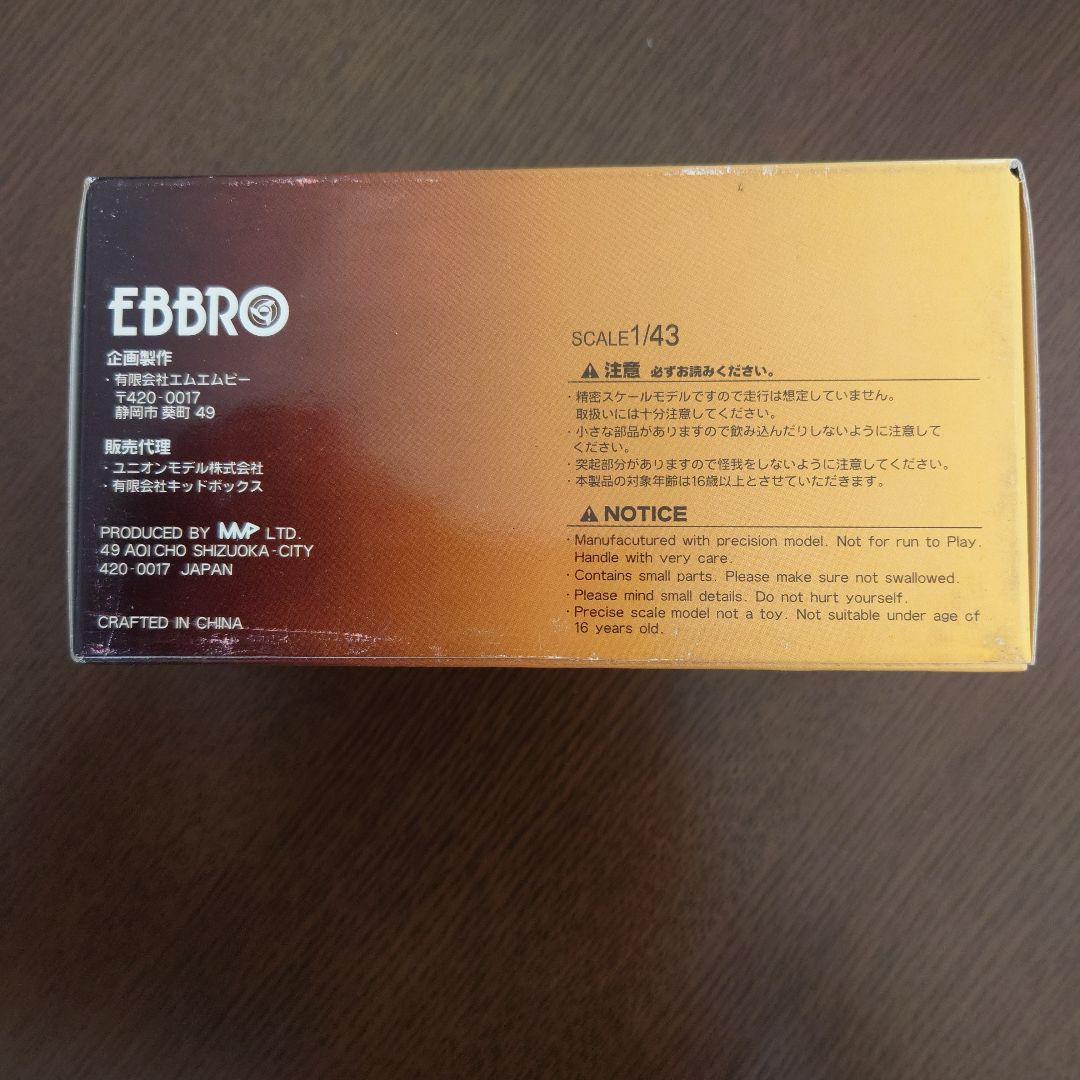 EBBRO
企画製作
・有限会社エムエムピー
〒420-0017
静岡市 葵町 49
販売代理
・ユニオンモデル株式会社
・有限会社キッドボックス
PRODUCED BY MMP LTD.
49 AOI CHO SHIZUOKA-CITY
420-0017 JAPAN
CRAFTED IN CHINA
SCALE1/43
注意 必ずお読みください。
・精密スケールモデルですので走行は想定していません。
取扱いには十分注意してください。
・小さな部品がありますので飲み込んだりしないように注意して
ください。
・突起部分がありますので怪我をしないように注意してください。
・本製品の対象年齢は16歳以上とさせていただきます。
NOTICE
・Manufacutured with precision model. Not for run to Play.
Handle with very care.
・Contains small parts. Please make sure not swallowed.
・Please mind small details. Do not hurt yourself.
・Precise scale model not a toy. Not suitable under age of
16 years old.